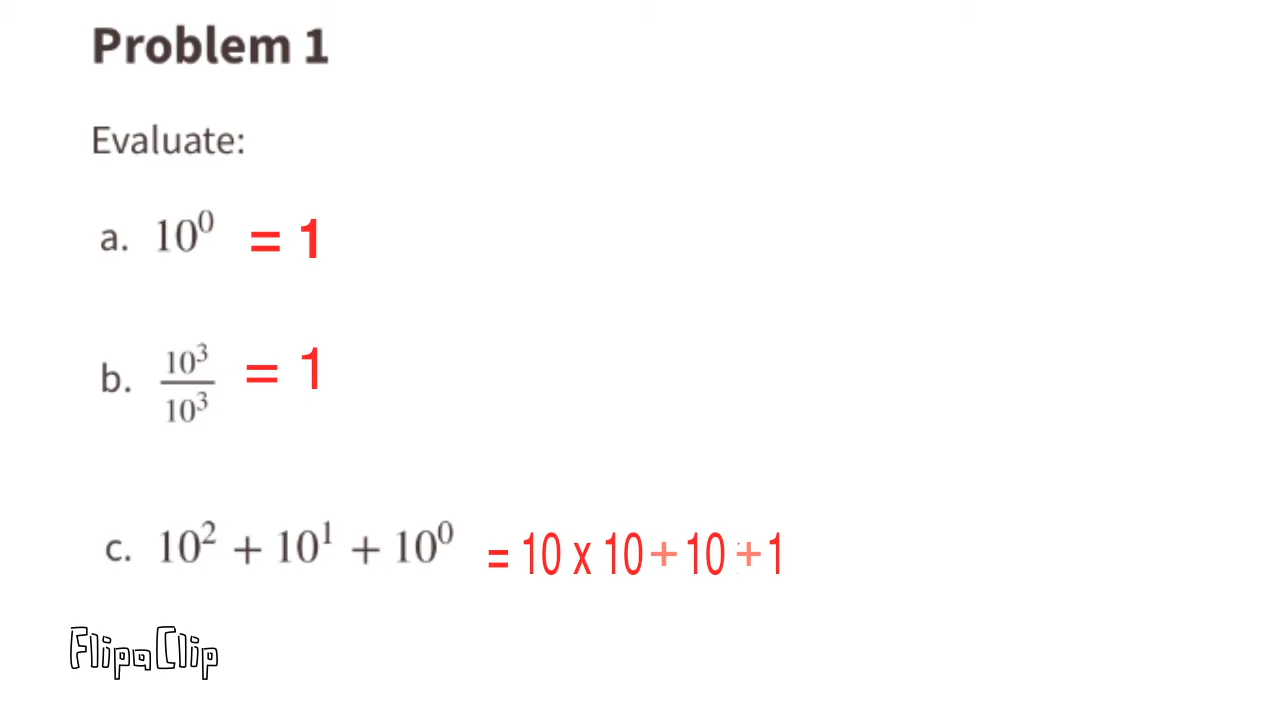 Problem 1
Evaluate:
a. 10⁰ = 1
b. 10³/10³ = 1
c. 10² + 10¹ + 10⁰ = 10 x 10 + 10 + 1
FlipaClip